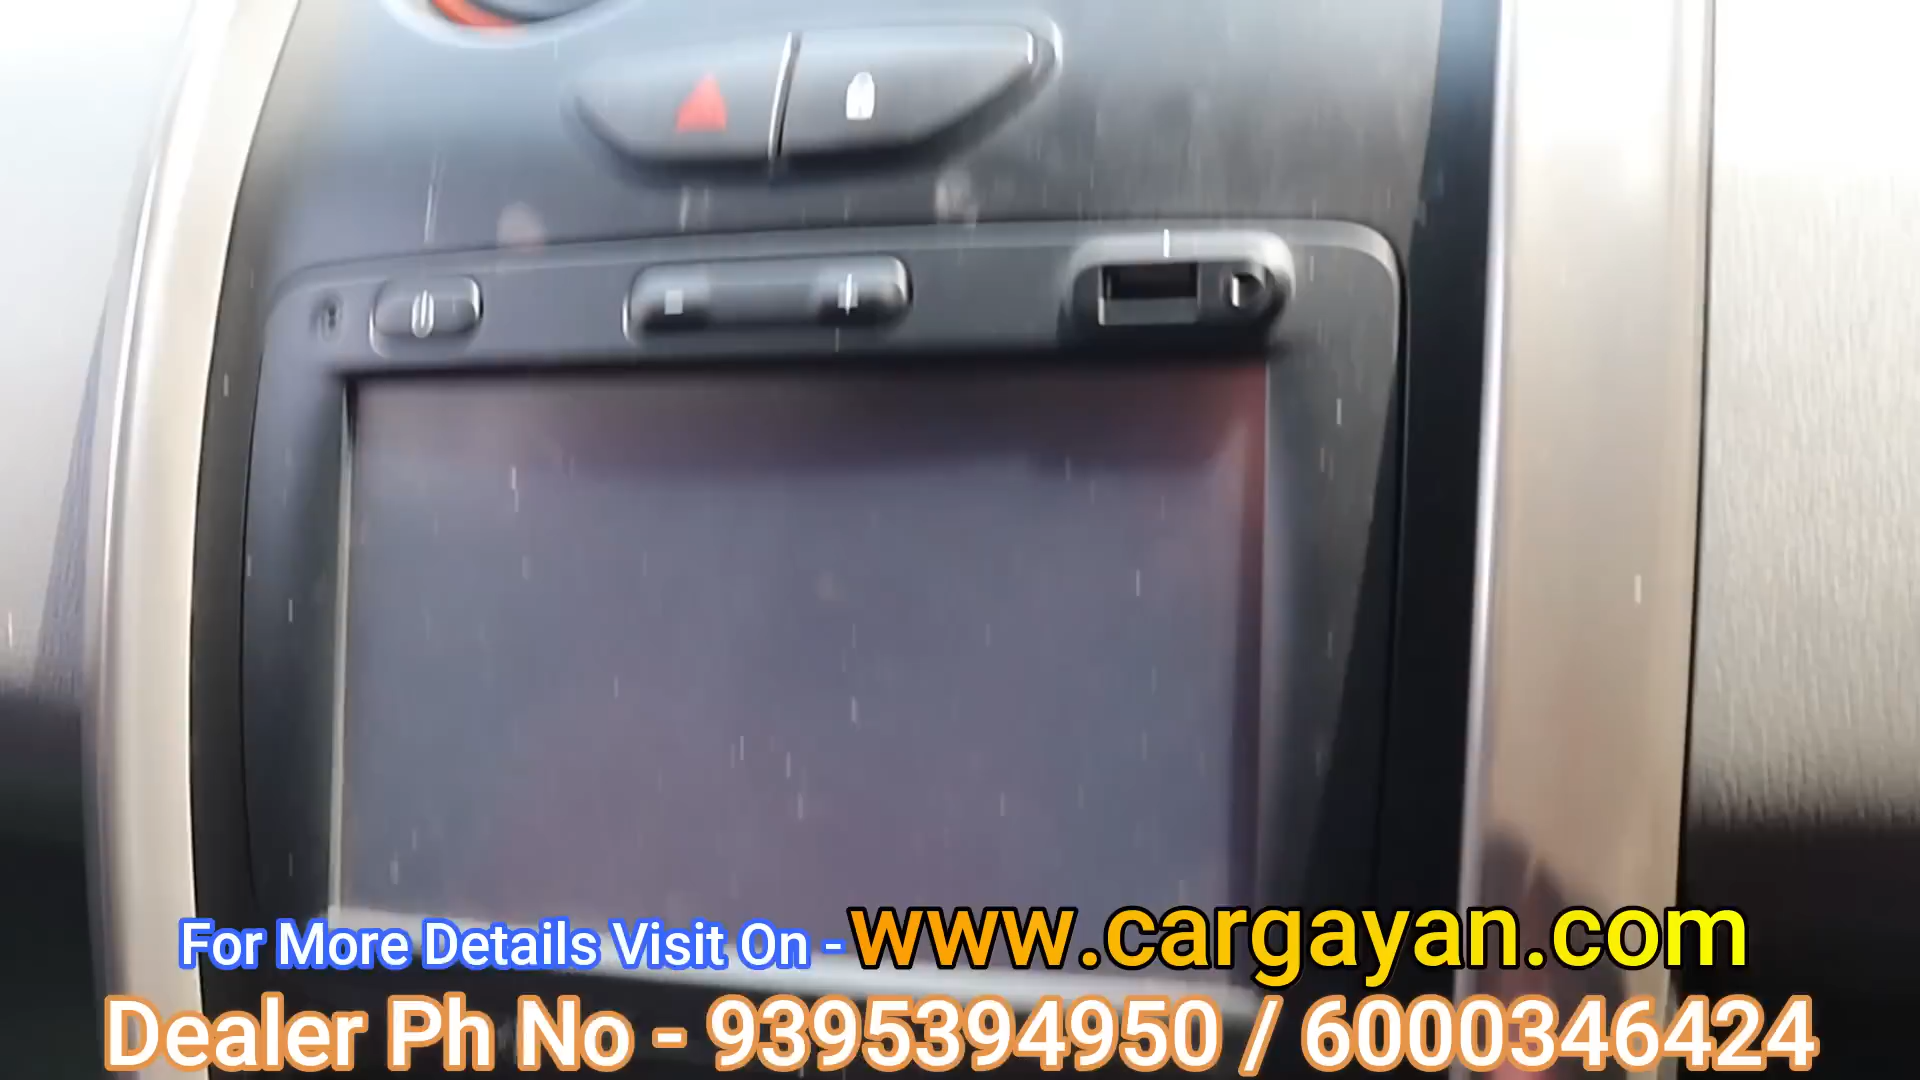 For More Details Visit On - www.cargayan.com
Dealer Ph No - 9395394950 / 6000346424